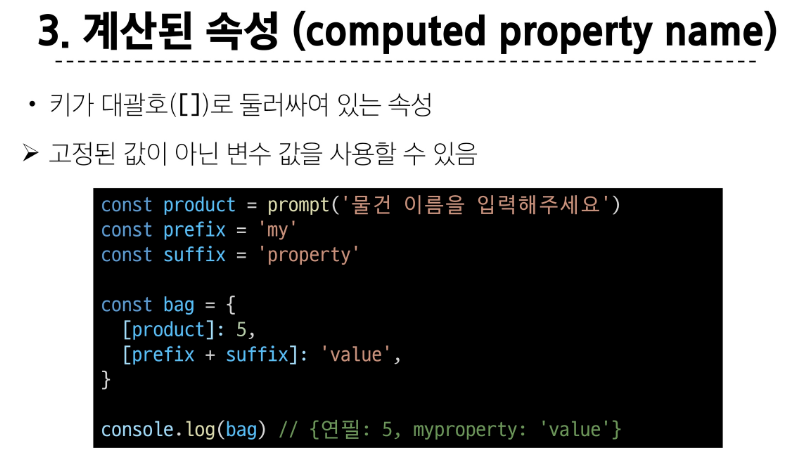 3. 계산된 속성 (computed property name)
• 키가 대괄호([])로 둘러싸여 있는 속성
➢ 고정된 값이 아닌 변수 값을 사용할 수 있음
const product = prompt('물건 이름을 입력해주세요')
const prefix = 'my'
const suffix = 'property'
const bag = {
  [product]: 5,
  [prefix + suffix]: 'value',
}
console.log(bag) // {연필: 5, myproperty: 'value'}